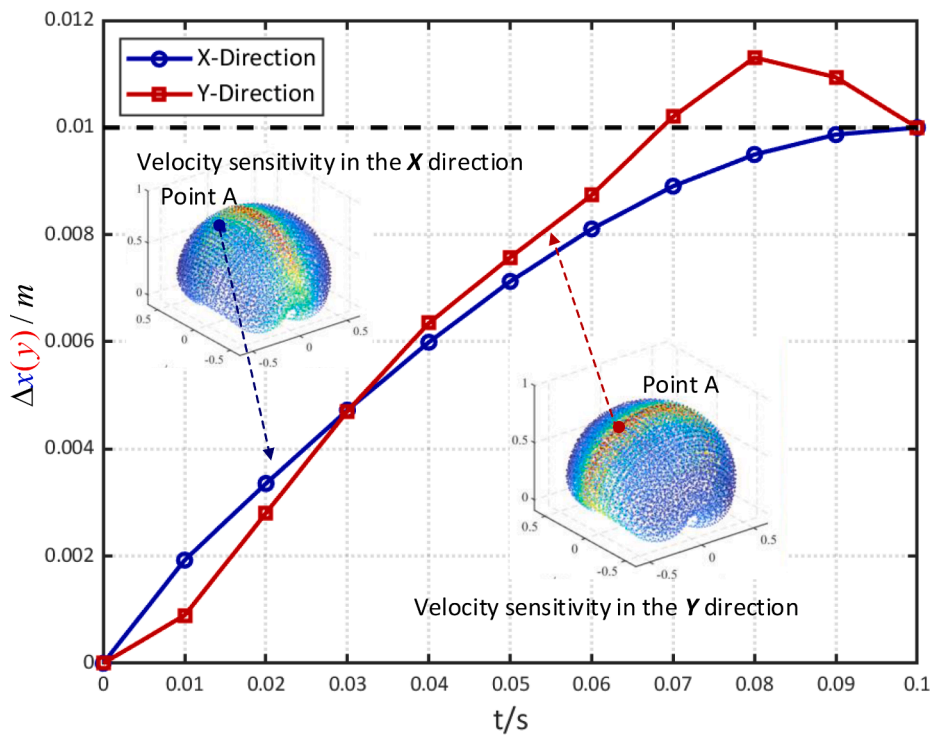 0.012
X-Direction
Y-Direction
0.01
Velocity sensitivity in the X direction
1
Point A
0.008
0.5
0
0.5
0
-0.5
-0.5
0
0.5
Δx(y) / m
0.006
1
Point A
0.5
0.004
0
0.5
0
-0.5
-0.5
0
0.5
0.002
Velocity sensitivity in the Y direction
0
0 0.01 0.02 0.03 0.04 0.05 0.06 0.07 0.08 0.09 0.1
t/s